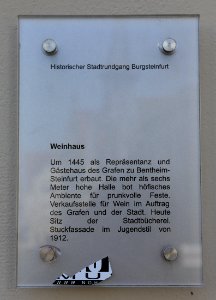 Historischer Stadtrundgang Burgsteinfurt
Weinhaus
Um 1445 als Repräsentanz und
Gästehaus des Grafen zu Bentheim-
Steinfurt erbaut. Die mehr als sechs
Meter hohe Halle bot höfisches
Ambiente für prunkvolle Feste.
Verkaufsstelle für Wein im Auftrag
des Grafen und der Stadt. Heute
Sitz der Stadtbücherei.
Stuckfassade im Jugendstil von
1912.